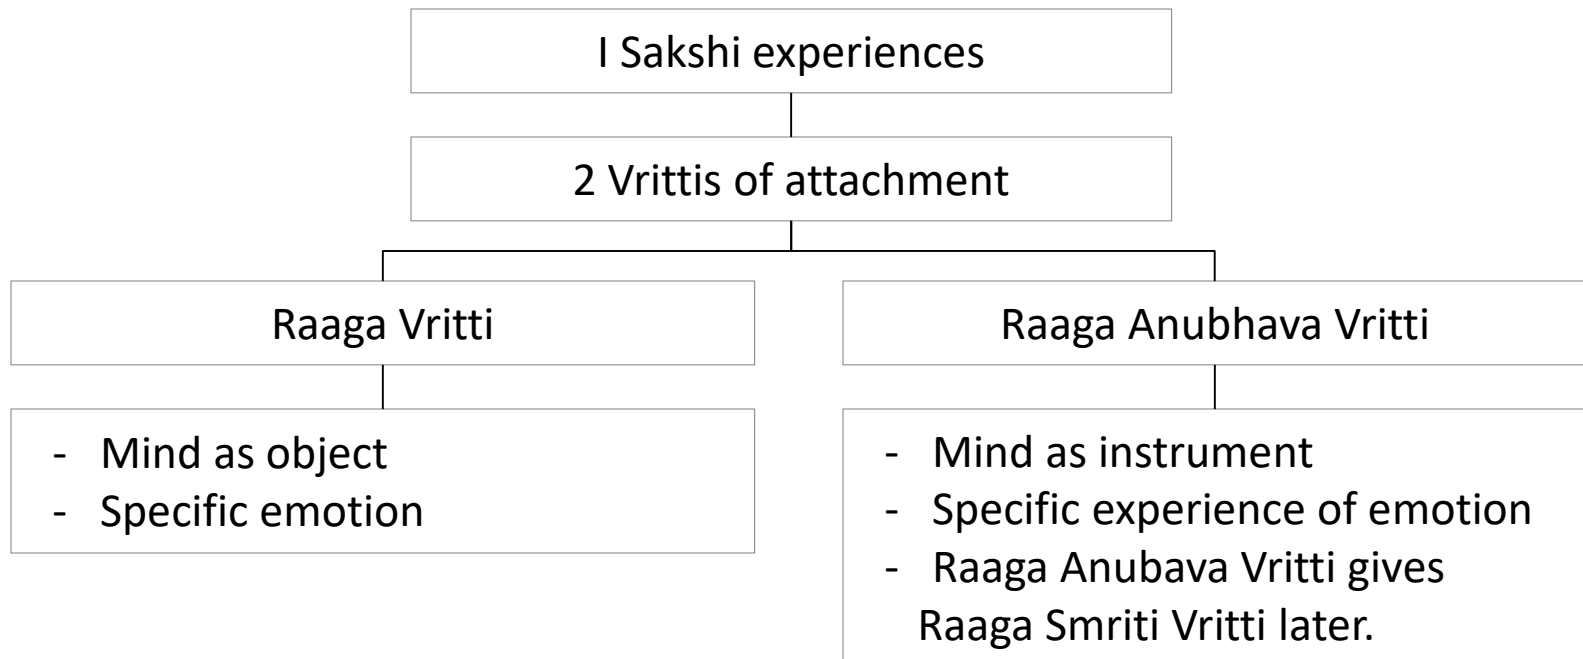 I Sakshi experiences
2 Vrittis of attachment
Raaga Vritti
- Mind as object
- Specific emotion
Raaga Anubhava Vritti
- Mind as instrument
- Specific experience of emotion
- Raaga Anubava Vritti gives
Raaga Smriti Vritti later.